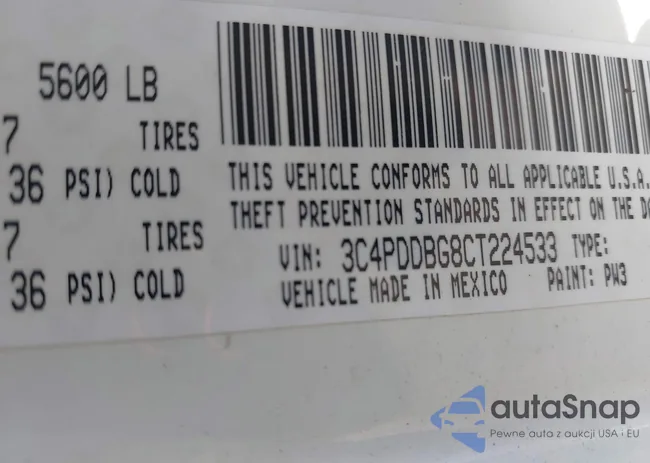 5600 LB
7 TIRES
36 PSI) COLD
7 TIRES
36 PSI) COLD
THIS VEHICLE CONFORMS TO ALL APPLICABLE U.S.A.
THEFT PREVENTION STANDARDS IN EFFECT ON THE
VIN: 3C4PDDBG8CT224533 TYPE:
VEHICLE MADE IN MEXICO PAINT: PW3
autaSnap
Pewne auta z aukcji USA i EU